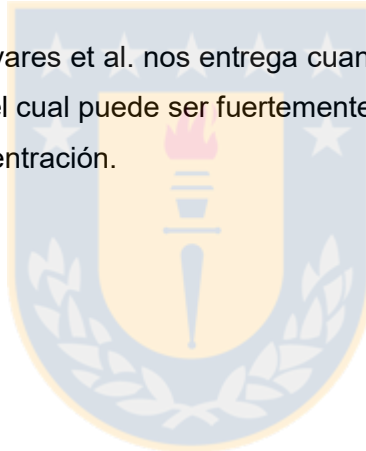 vares et al. nos entrega cuan
el cual puede ser fuertemente
entración.